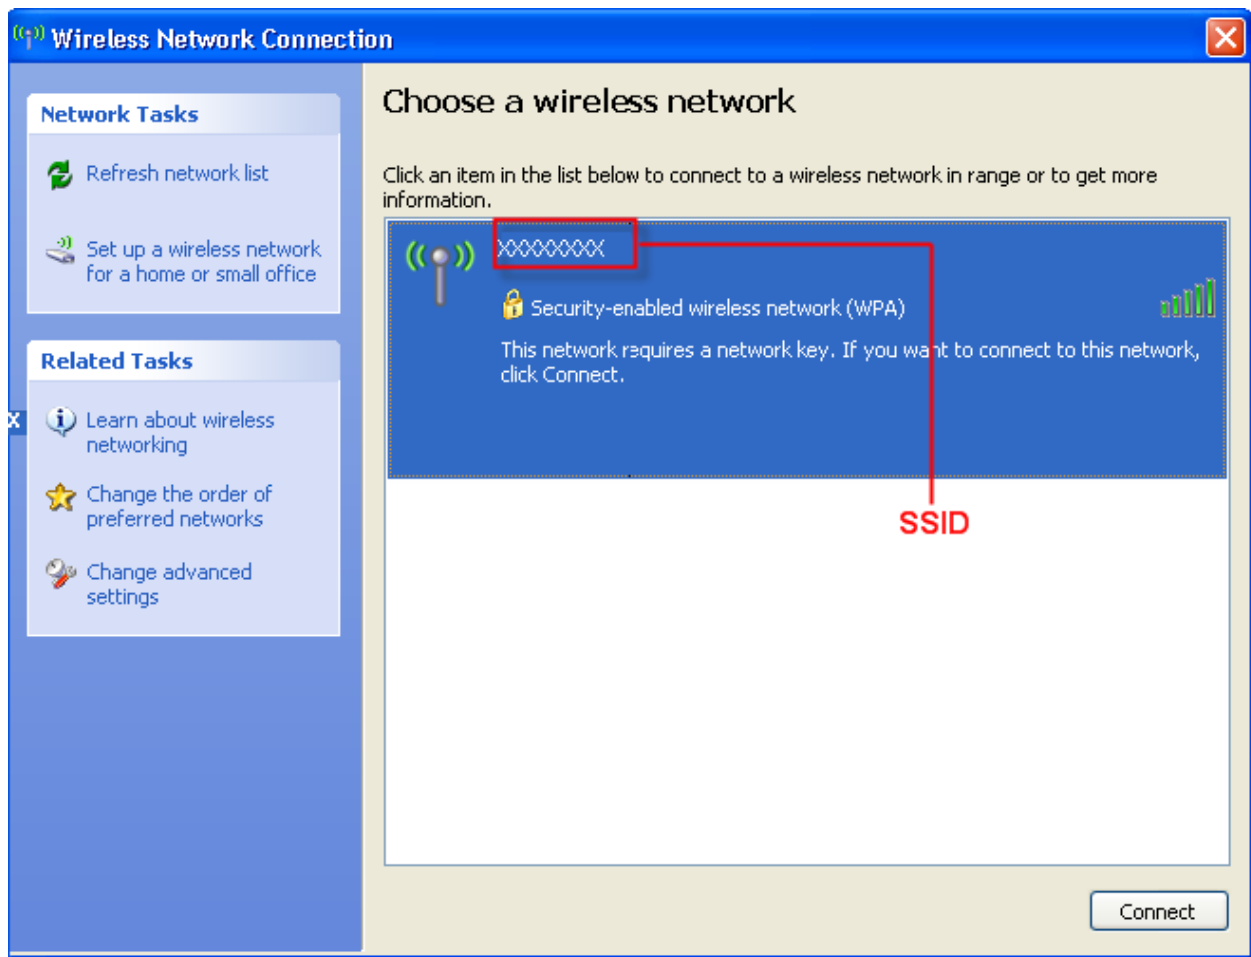 Wireless Network Connection
Network Tasks
Refresh network list
Set up a wireless network
for a home or small office
Related Tasks
X
Learn about wireless
networking
Change the order of
preferred networks
Change advanced
settings
Choose a wireless network
Click an item in the list below to connect to a wireless network in range or to get more
information.
XXXXXXXX
Security-enabled wireless network (WPA)
This network requires a network key. If you want to connect to this network,
click Connect.
SSID
Connect